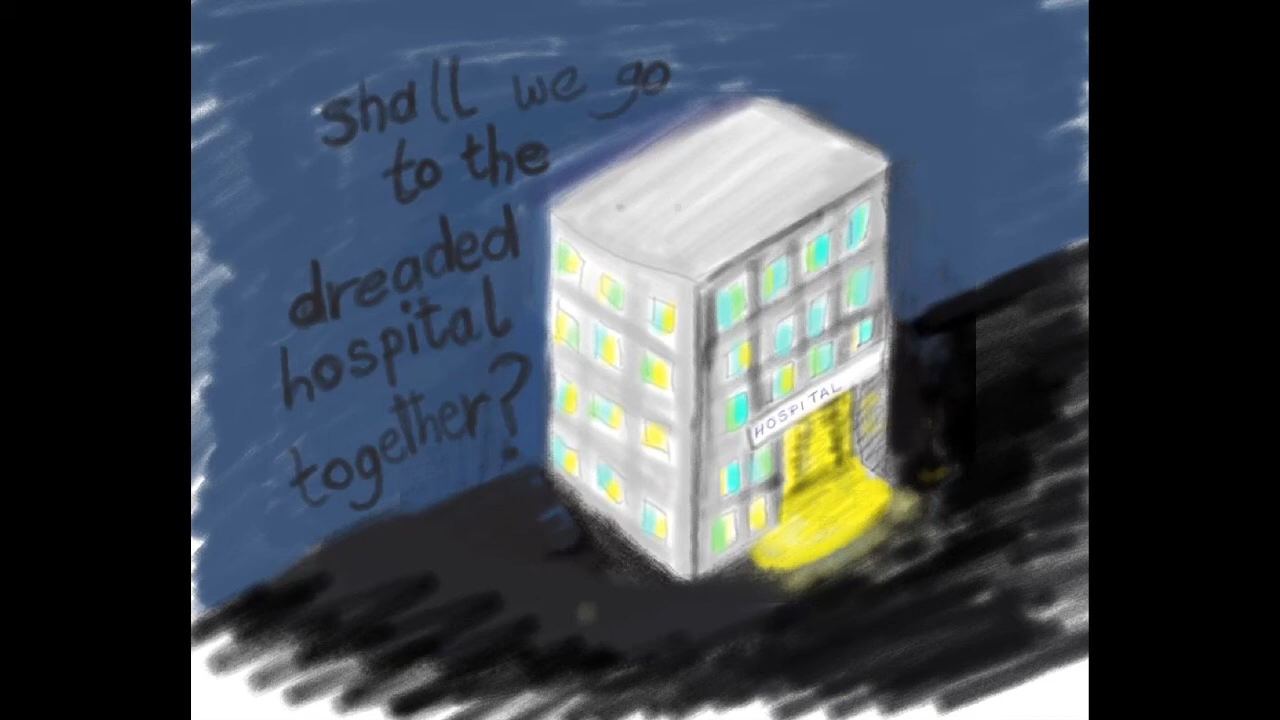 shall we go
to the
dreaded
hospital
together?
HOSPITAL